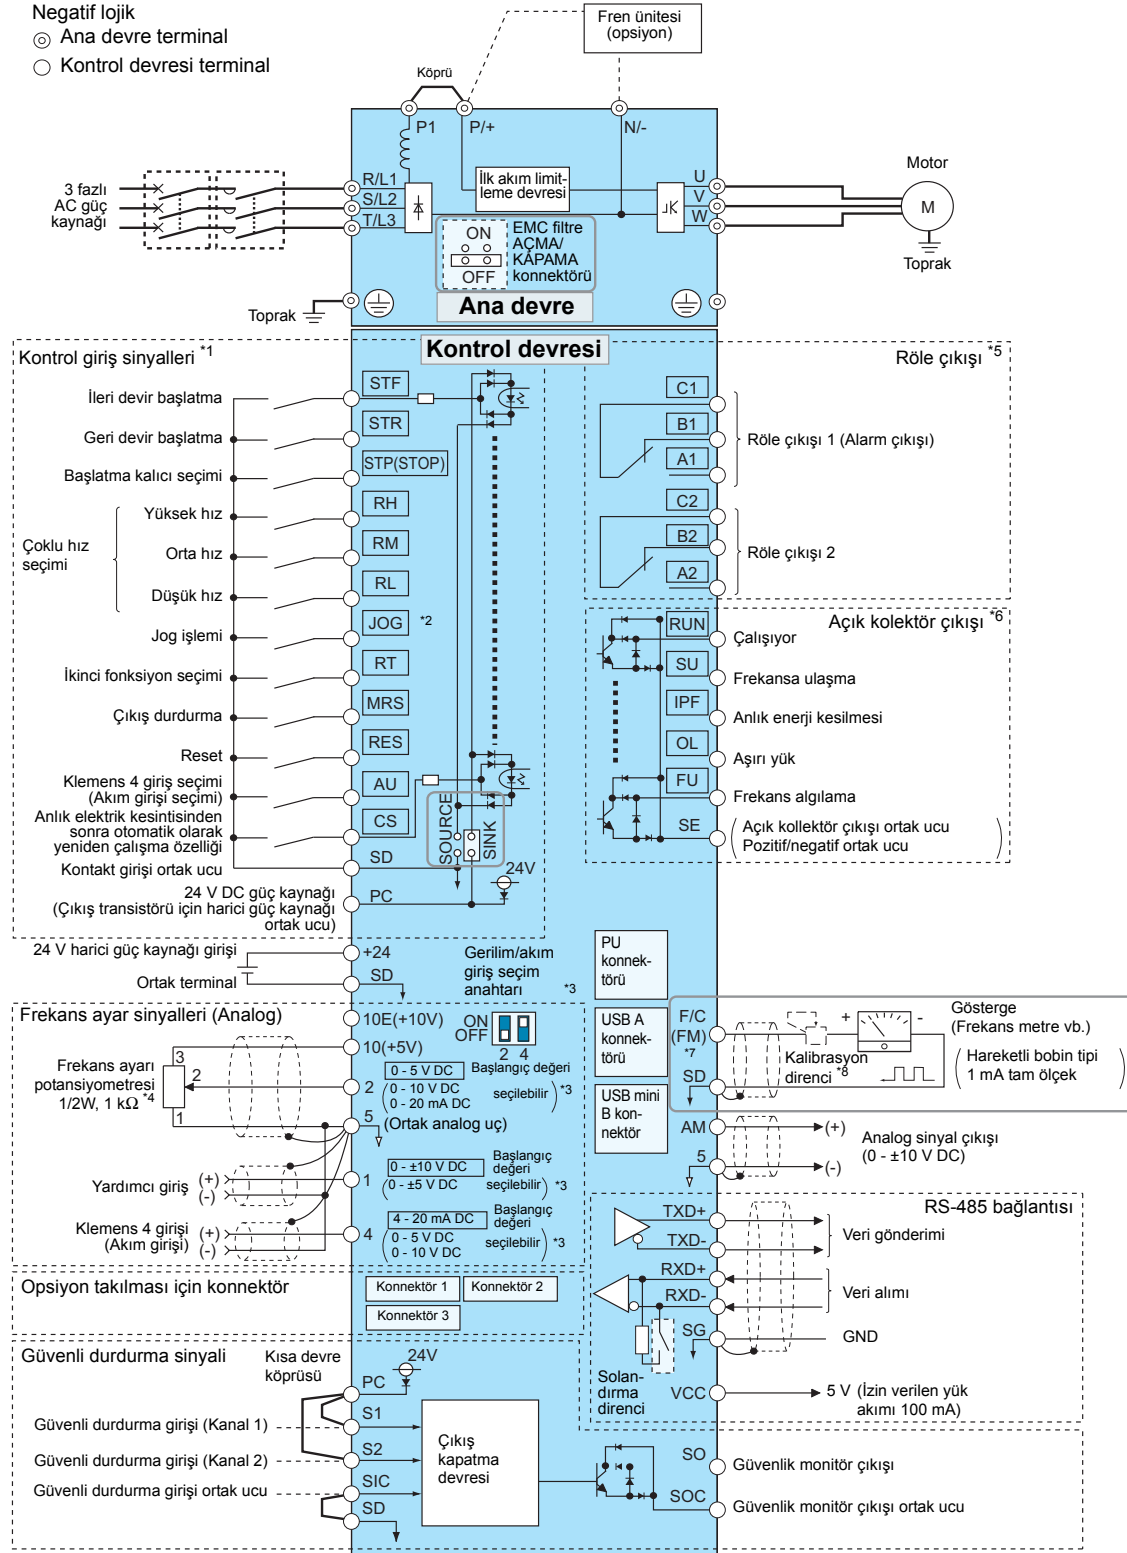 Negatif lojik
Ana devre terminal
Kontrol devresi terminal
Fren ünitesi
(opsiyon)
Köprü
P1
P/+
N/-
3 fazlı
AC güç
kaynağı
R/L1
S/L2
T/L3
İlk akım limit-
leme devresi
U
V
W
Motor
M
Toprak
ON
OFF
EMC filtre
AÇMA/
KAPAMA
konnektörü
Toprak
Ana devre
Kontrol devresi
Kontrol giriş sinyalleri *1
İleri devir başlatma
STF
Geri devir başlatma
STR
Başlatma kalıcı seçimi
STP(STOP)
Çoklu hız
seçimi
Yüksek hız
RH
Orta hız
RM
Düşük hız
RL
Jog işlemi
JOG *2
İkinci fonksiyon seçimi
RT
Çıkış durdurma
MRS
Reset
RES
Klemens 4 giriş seçimi
(Akım girişi seçimi)
AU
Anlık elektrik kesintisinden
sonra otomatik olarak
yeniden çalışma özelliği
CS
Kontakt girişi ortak ucu
SD
SOURCE
SINK
24V
24 V DC güç kaynağı
(Çıkış transistörü için harici güç kaynağı
ortak ucu)
PC
Röle çıkışı *5
C1
B1
A1
Röle çıkışı 1 (Alarm çıkışı)
C2
B2
A2
Röle çıkışı 2
Açık kolektör çıkışı *6
RUN
Çalışıyor
SU
Frekansa ulaşma
IPF
Anlık enerji kesilmesi
OL
Aşırı yük
FU
Frekans algılama
SE
(Açık kollektör çıkışı ortak ucu
Pozitif/negatif ortak ucu)
24 V harici güç kaynağı girişi
+24
Ortak terminal
SD
Gerilim/akım
giriş seçim
anahtarı *3
PU
konnek-
törü
USB A
konnek-
törü
USB mini
B kon-
nektör
Frekans ayar sinyalleri (Analog)
10E(+10V)
ON
OFF
2 4
10(+5V)
Frekans ayarı
potansiyometresi
1/2W, 1 kΩ *4
3
2
1
2
0 - 5 V DC Başlangıç değeri
(0 - 10 V DC
0 - 20 mA DC seçilebilir) *3
5
(Ortak analog uç)
Yardımcı giriş
(+)
(-)
1
0 - ±10 V DC Başlangıç
değeri
(0 - ±5 V DC seçilebilir) *3
Klemens 4 girişi
(Akım girişi)
(+)
(-)
4
4 - 20 mA DC Başlangıç
değeri
(0 - 5 V DC
0 - 10 V DC seçilebilir) *3
F/C
(FM)
*7
SD
+
-
Gösterge
(Frekans metre vb.)
Kalibrasyon
direnci *8
(Hareketli bobin tipi
1 mA tam ölçek)
AM
(+)
5
(-)
Analog sinyal çıkışı
(0 - ±10 V DC)
RS-485 bağlantısı
TXD+
TXD-
Veri gönderimi
RXD+
RXD-
Veri alımı
SG
GND
Solan-
dırma
direnci
VCC
5 V (İzin verilen yük
akımı 100 mA)
Opsiyon takılması için konnektör
Konnektör 1
Konnektör 2
Konnektör 3
Güvenli durdurma sinyali
Kısa devre
köprüsü
24V
PC
Güvenli durdurma girişi (Kanal 1)
S1
Güvenli durdurma girişi (Kanal 2)
S2
Güvenli durdurma girişi ortak ucu
SIC
SD
Çıkış
kapatma
devresi
SO
Güvenlik monitör çıkışı
SOC
Güvenlik monitör çıkışı ortak ucu